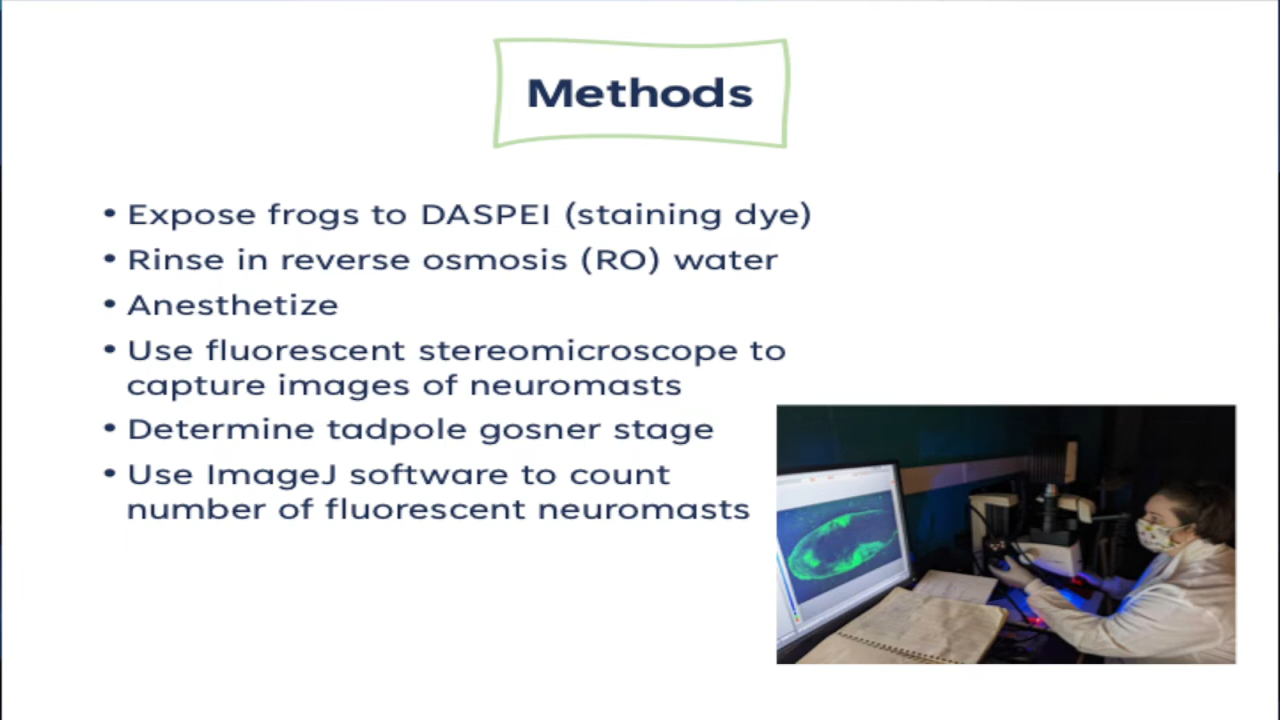 Methods
• Expose frogs to DASPEI (staining dye)
• Rinse in reverse osmosis (RO) water
• Anesthetize
• Use fluorescent stereomicroscope to
capture images of neuromasts
• Determine tadpole gosner stage
• Use ImageJ software to count
number of fluorescent neuromasts